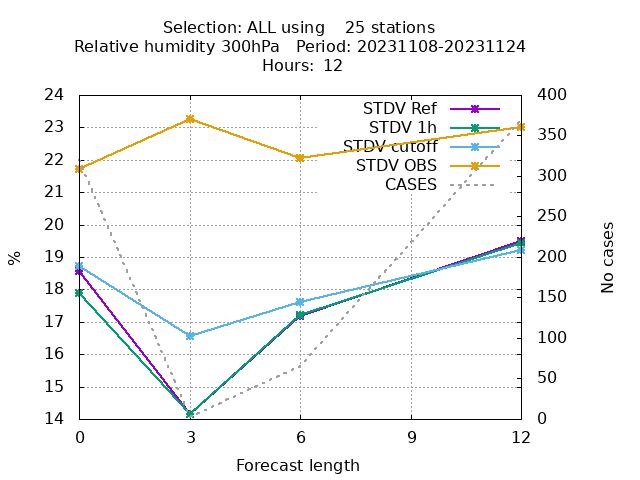 Selection: ALL using 25 stations
Relative humidity 300hPa Period: 20231108-20231124
Hours: 12
24
23
22
21
20
19
18
17
16
15
14
400
350
300
250
200
150
100
50
0
STDV Ref
STDV 1h
STDV cutoff
STDV OBS
CASES
%
No cases
0
3
6
9
12
Forecast length